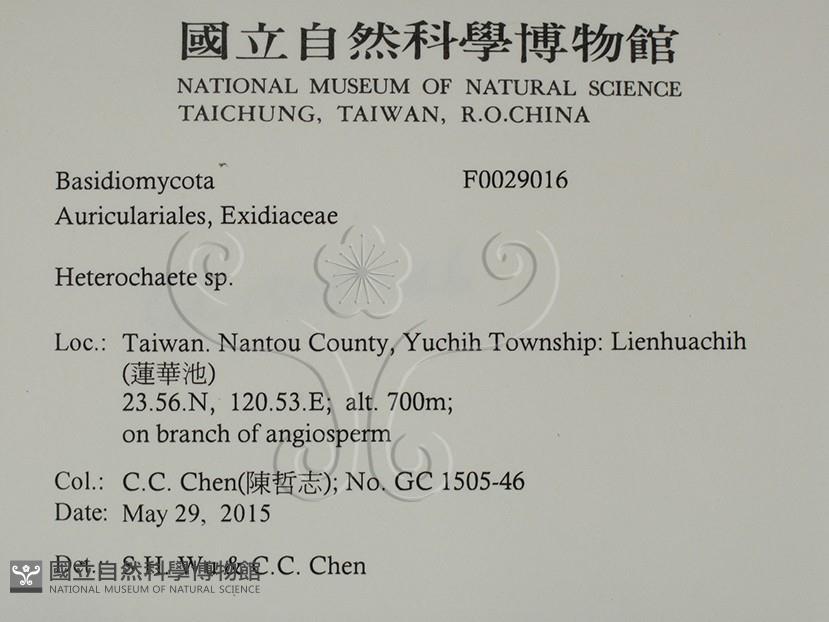 國立自然科學博物館
NATIONAL MUSEUM OF NATURAL SCIENCE
TAICHUNG, TAIWAN, R.O.CHINA
Basidiomycota F0029016
Auriculariales, Exidiaceae
Heterochaete sp.
Loc.: Taiwan. Nantou County, Yuchih Township: Lienhuachih
(蓮華池)
23.56.N, 120.53.E; alt. 700m;
on branch of angiosperm
Col.: C.C. Chen(陳哲志); No. GC 1505-46
Date: May 29, 2015
Det.: S.H. Wu & C.C. Chen
國立自然科學博物館
NATIONAL MUSEUM OF NATURAL SCIENCE